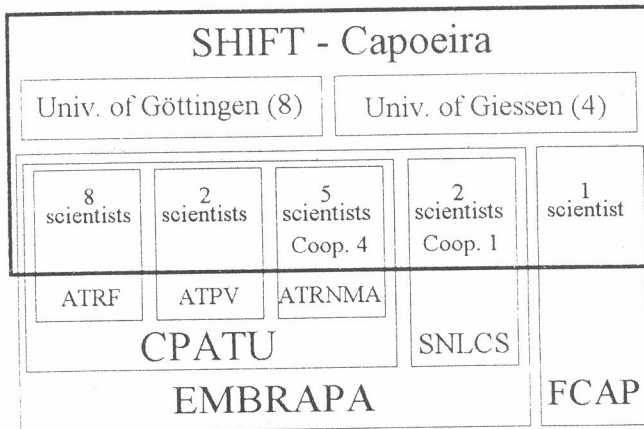 SHIFT - Capoeira
Univ. of Göttingen (8)
Univ. of Giessen (4)
8
scientists
2
scientists
5
scientists
Coop. 4
2
scientists
Coop. 1
1
scientist
ATRF
ATPV
ATRNMA
CPATU
SNLCS
EMBRAPA
FCAP